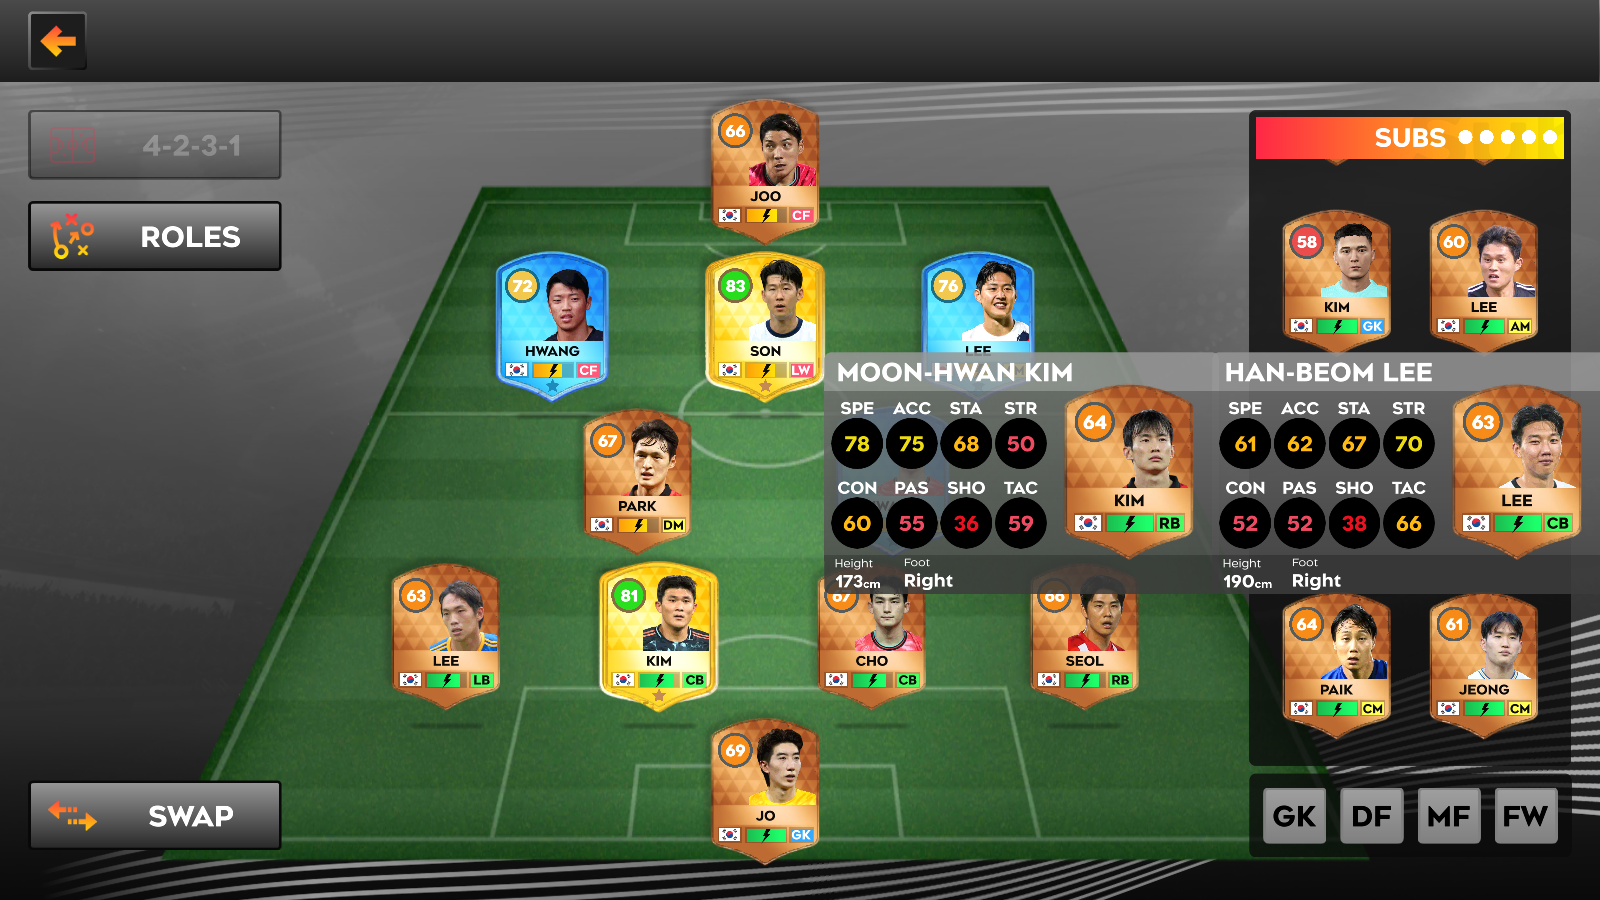 4-2-3-1
ROLES
SWAP
66
JOO
CF
72
HWANG
CF
83
SON
LW
76
LEE
67
PARK
DM
63
LEE
LB
81
KIM
CB
67
CHO
CB
66
SEOL
RB
69
JO
GK
SUBS
58
KIM
GK
60
LEE
AM
MOON-HWAN KIM
SPE ACC STA STR
78 75 68 50
CON PAS SHO TAC
60 55 36 59
Height Foot
173cm Right
64
KIM
RB
HAN-BEOM LEE
SPE ACC STA STR
61 62 67 70
CON PAS SHO TAC
52 52 38 66
Height Foot
190cm Right
63
LEE
CB
64
PAIK
CM
61
JEONG
CM
GK DF MF FW